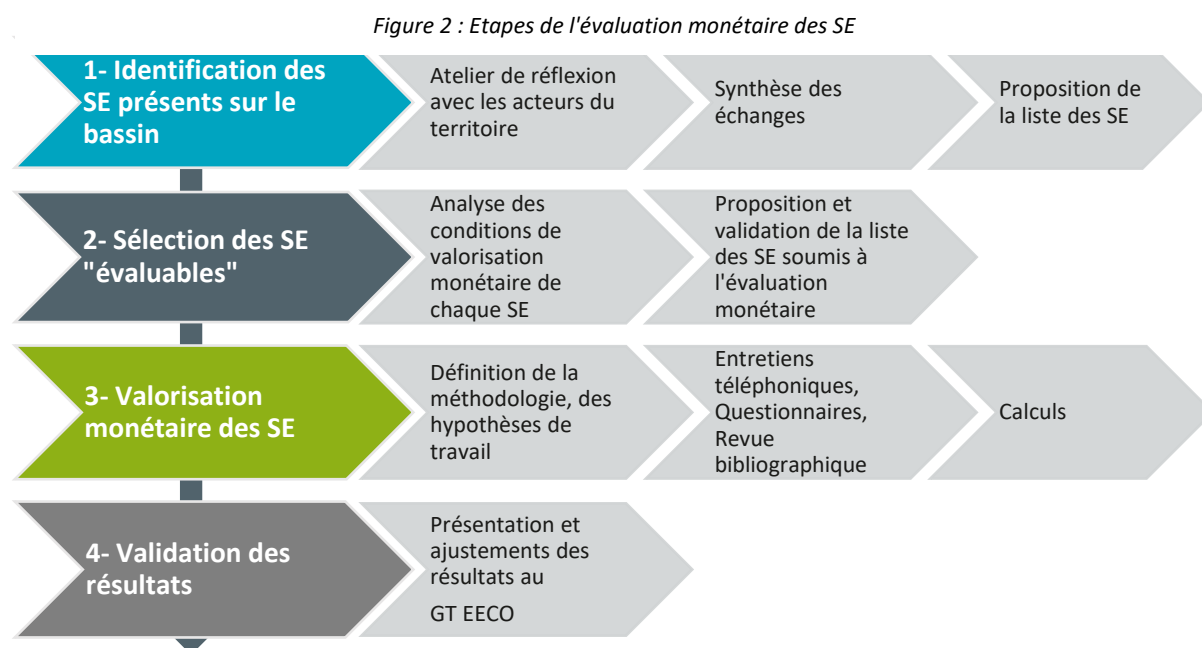 Figure 2 : Etapes de l'évaluation monétaire des SE
1- Identification des
SE présents sur le
bassin
Atelier de réflexion
avec les acteurs du
territoire
Synthèse des
échanges
Proposition de
la liste des SE
2- Sélection des SE
"évaluables"
Analyse des
conditions de
valorisation
monétaire de
chaque SE
Proposition et
validation de la liste
des SE soumis à
l'évaluation
monétaire
3- Valorisation
monétaire des SE
Définition de la
méthodologie, des
hypothèses de
travail
Entretiens
téléphoniques,
Questionnaires,
Revue
bibliographique
Calculs
4- Validation des
résultats
Présentation et
ajustements des
résultats au
GT EECO